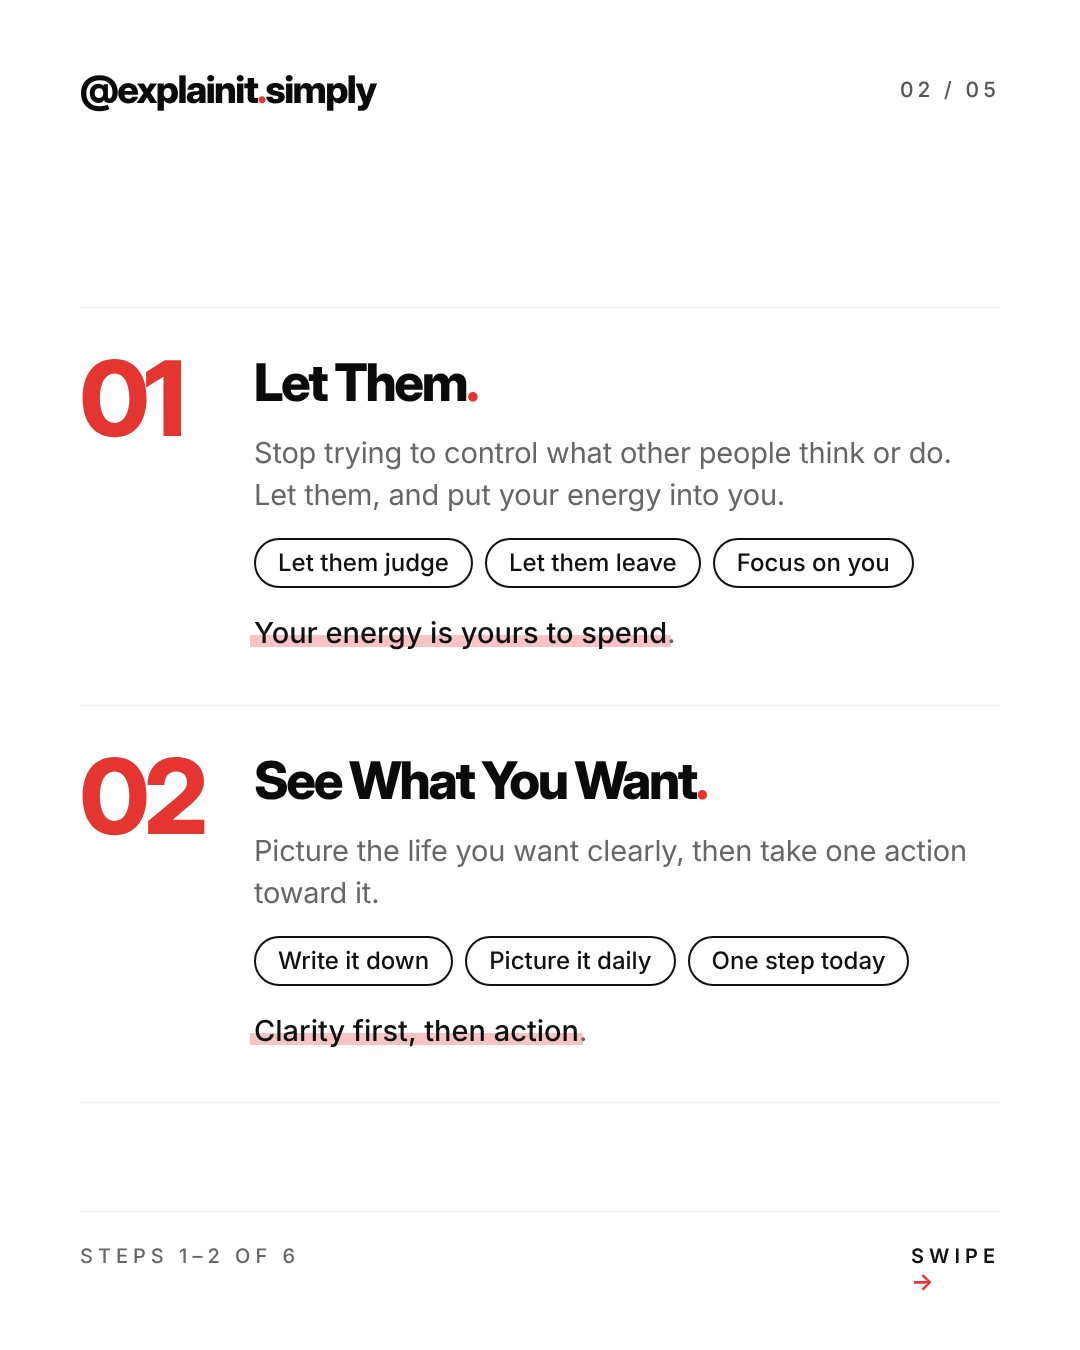 @explainit.simply
02 / 05
01
Let Them.
Stop trying to control what other people think or do.
Let them, and put your energy into you.
Let them judge
Let them leave
Focus on you
Your energy is yours to spend.
02
See What You Want.
Picture the life you want clearly, then take one action
toward it.
Write it down
Picture it daily
One step today
Clarity first, then action.
STEPS 1–2 OF 6
SWIPE
→